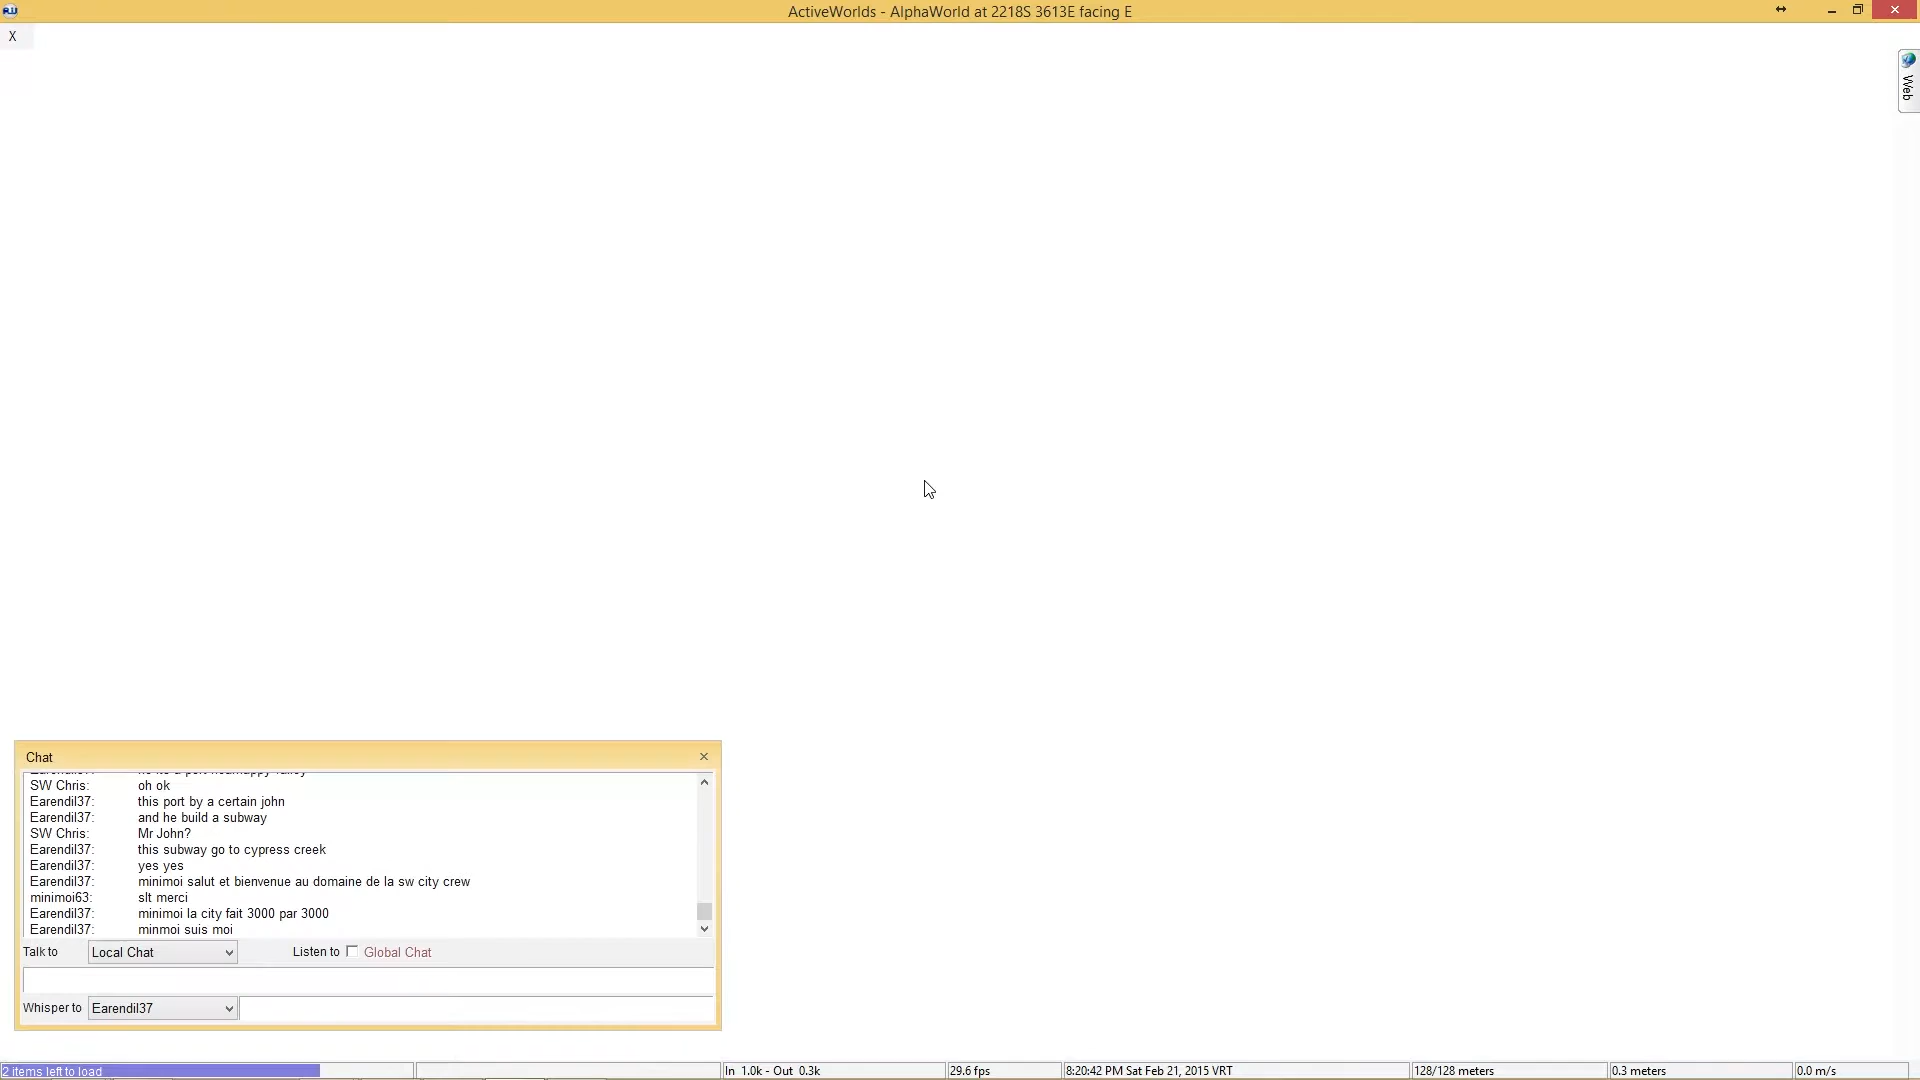 ActiveWorlds - AlphaWorld at 2218S 3613E facing E
X
Web
Chat
SW Chris: oh ok
Earendil37: this port by a certain john
Earendil37: and he build a subway
SW Chris: Mr John?
Earendil37: this subway go to cypress creek
Earendil37: yes yes
Earendil37: minimoi salut et bienvenue au domaine de la sw city crew
minimoi63: slt merci
Earendil37: minimoi la city fait 3000 par 3000
Earendil37: minmoi suis moi
Talk to Local Chat Listen to Global Chat
Whisper to Earendil37
2 items left to load In 1.0k - Out 0.3k 29.6 fps 8:20:42 PM Sat Feb 21, 2015 VRT 128/128 meters 0.3 meters 0.0 m/s